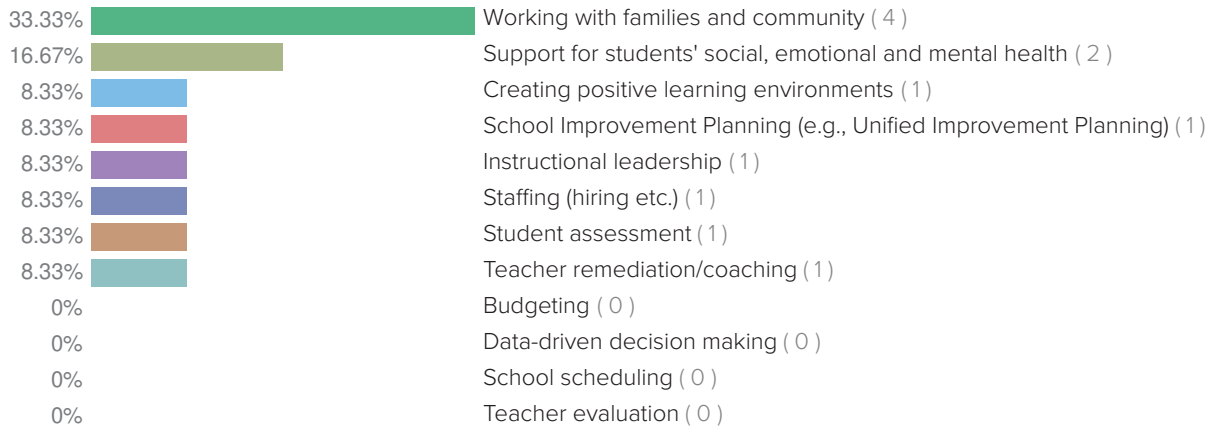 33.33% Working with families and community ( 4 )
16.67% Support for students' social, emotional and mental health ( 2 )
8.33% Creating positive learning environments ( 1 )
8.33% School Improvement Planning (e.g., Unified Improvement Planning) ( 1 )
8.33% Instructional leadership ( 1 )
8.33% Staffing (hiring etc.) ( 1 )
8.33% Student assessment ( 1 )
8.33% Teacher remediation/coaching ( 1 )
0% Budgeting ( 0 )
0% Data-driven decision making ( 0 )
0% School scheduling ( 0 )
0% Teacher evaluation ( 0 )